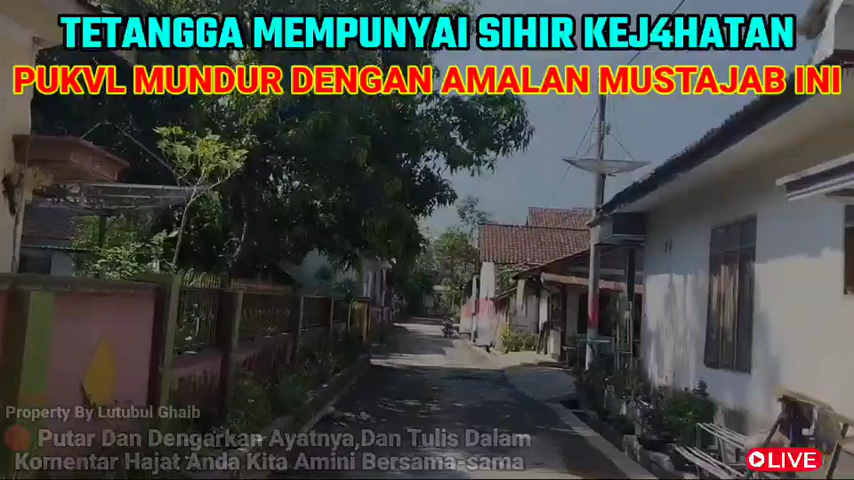 TETANGGA MEMPUNYAI SIHIR KEJ4HATAN
PUKVL MUNDUR DENGAN AMALAN MUSTAJAB INI
Property By Lutubul Ghaib
Putar Dan Dengarkan Ayatnya,Dan Tulis Dalam
Komentar Hajat Anda Kita Amini Bersama-sama
LIVE